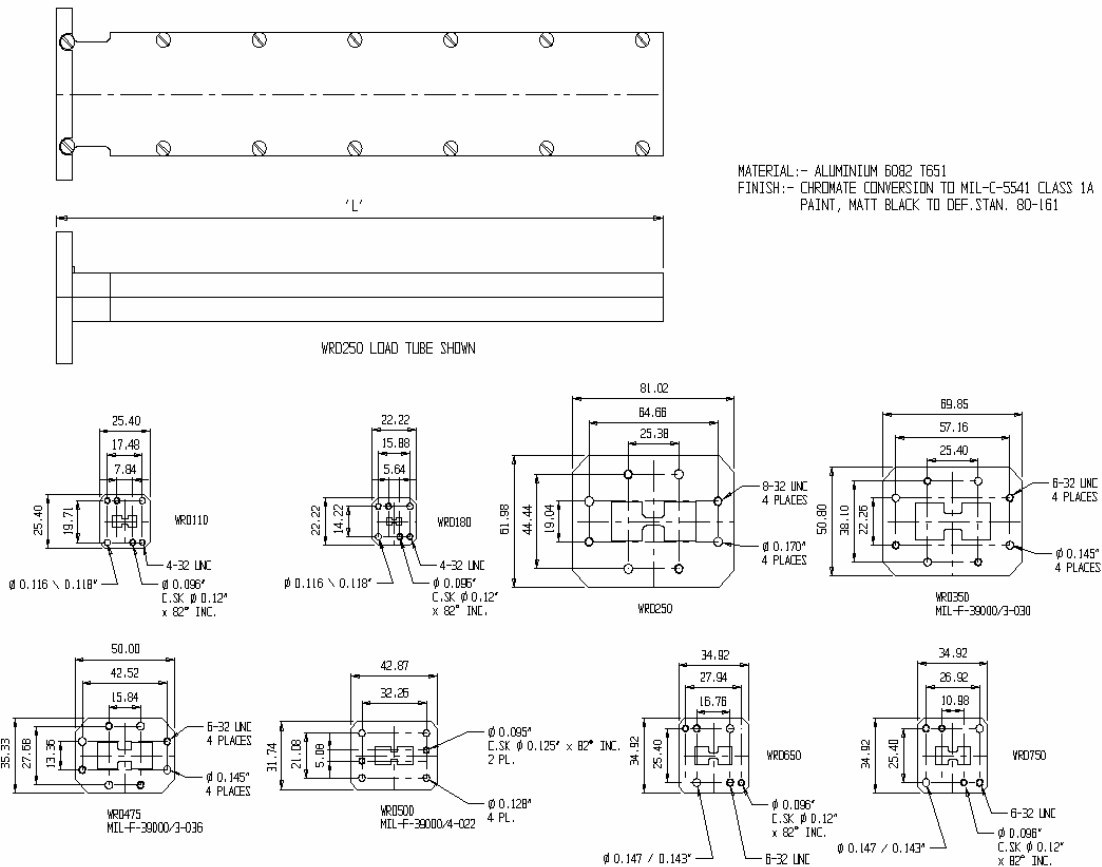 MATERIAL:- ALUMINIUM 6082 T651
FINISH:- CHROMATE CONVERSION TO MIL-C-5541 CLASS 1A
PAINT, MATT BLACK TO DEF.STAN. 80-161
'L'
WRD250 LOAD TUBE SHOWN
25.40
17.48
7.84
25.40
19.71
WRD110
4-32 UNC
Ø 0.116 \ 0.118"
Ø 0.096"
C.SK Ø 0.12"
x 82° INC.
22.22
15.88
5.64
22.22
14.22
WRD180
4-32 UNC
Ø 0.116 \ 0.118"
Ø 0.096"
C.SK Ø 0.12"
x 82° INC.
81.02
64.66
25.38
61.98
44.44
19.04
8-32 UNC
4 PLACES
Ø 0.170"
4 PLACES
WRD250
69.85
57.16
25.40
50.80
38.10
22.26
6-32 UNC
4 PLACES
Ø 0.145"
4 PLACES
WRD350
MIL-F-39000/3-030
50.00
42.52
15.84
35.33
27.68
13.36
6-32 UNC
4 PLACES
Ø 0.145"
4 PLACES
WRD475
MIL-F-39000/3-036
42.87
32.26
31.74
21.08
5.08
Ø 0.095"
C.SK Ø 0.125" x 82° INC.
2 PL.
Ø 0.128"
4 PL.
WRD500
MIL-F-39000/4-022
34.92
27.94
16.76
34.92
25.40
WRD650
Ø 0.096"
C.SK Ø 0.12"
x 82° INC.
Ø 0.147 / 0.143"
6-32 UNC
34.92
26.92
10.98
34.92
25.40
WRD750
6-32 UNC
Ø 0.096"
C.SK Ø 0.12"
x 82° INC.
Ø 0.147 / 0.143"